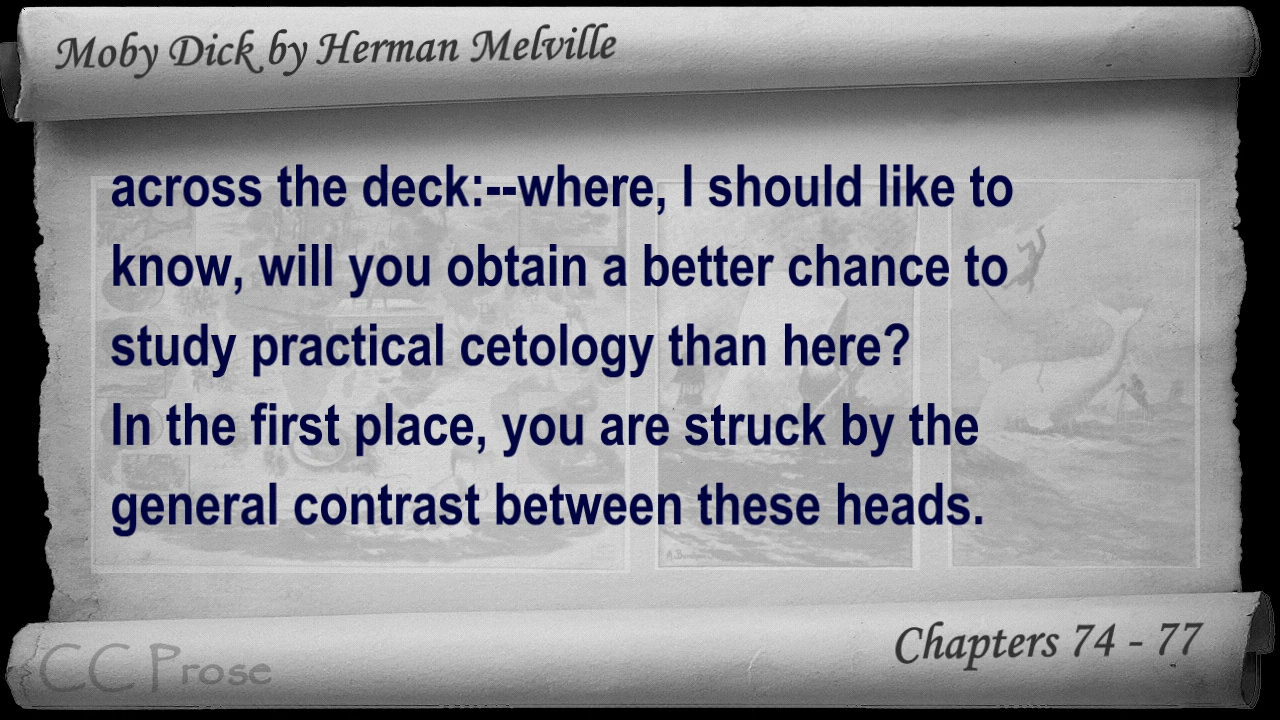 Moby Dick by Herman Melville
across the deck:--where, I should like to
know, will you obtain a better chance to
study practical cetology than here?
In the first place, you are struck by the
general contrast between these heads.
Chapters 74 - 77
CC Prose